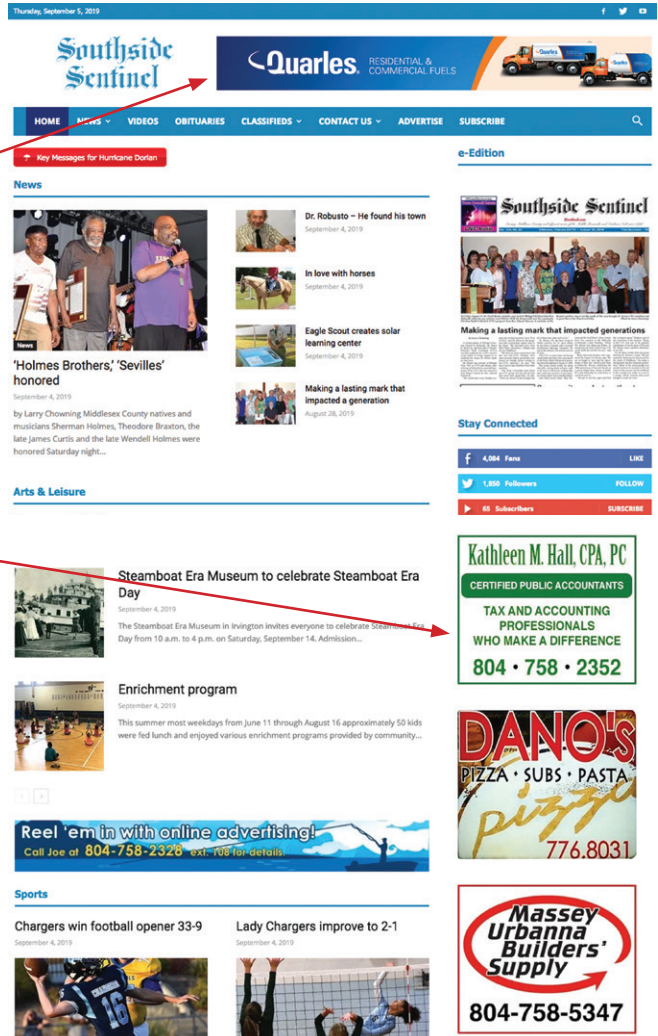 Thursday, September 5, 2019
Southside
Sentinel
Quarles.
RESIDENTIAL &
COMMERCIAL FUELS
HOME
NEWS
VIDEOS
OBITUARIES
CLASSIFIEDS
CONTACT US
ADVERTISE
SUBSCRIBE
Key Messages for Hurricane Dorian
News
News
'Holmes Brothers,' 'Sevilles'
honored
September 4, 2019
by Larry Chowning Middlesex County natives and
musicians Sherman Holmes, Theodore Braxton, the
late James Curtis and the late Wendell Holmes were
honored Saturday night...
Dr. Robusto – He found his town
September 4, 2019
In love with horses
September 4, 2019
Eagle Scout creates solar
learning center
September 4, 2019
Making a lasting mark that
impacted a generation
August 28, 2019
e-Edition
Southside Sentinel
Making a lasting mark that impacted generations
Stay Connected
4,084 Fans
LIKE
1,850 Followers
FOLLOW
65 Subscribers
SUBSCRIBE
Arts & Leisure
Steamboat Era Museum to celebrate Steamboat Era
Day
September 4, 2019
The Steamboat Era Museum in Irvington invites everyone to celebrate Steamboat Era
Day from 10 a.m. to 4 p.m. on Saturday, September 14. Admission...
Enrichment program
September 4, 2019
This summer most weekdays from June 11 through August 16 approximately 50 kids
were fed lunch and enjoyed various enrichment programs provided by community...
Kathleen M. Hall, CPA, PC
CERTIFIED PUBLIC ACCOUNTANTS
TAX AND ACCOUNTING
PROFESSIONALS
WHO MAKE A DIFFERENCE
804 • 758 • 2352
DANO'S
PIZZA • SUBS • PASTA
pizza
776.8031
Reel 'em in with online advertising!
Call Joe at 804-758-2328 ext. 108 for details.
Massey
Urbanna
Builders'
Supply
804-758-5347
Sports
Chargers win football opener 33-9
September 4, 2019
Lady Chargers improve to 2-1
September 4, 2019
CHARGERS
16